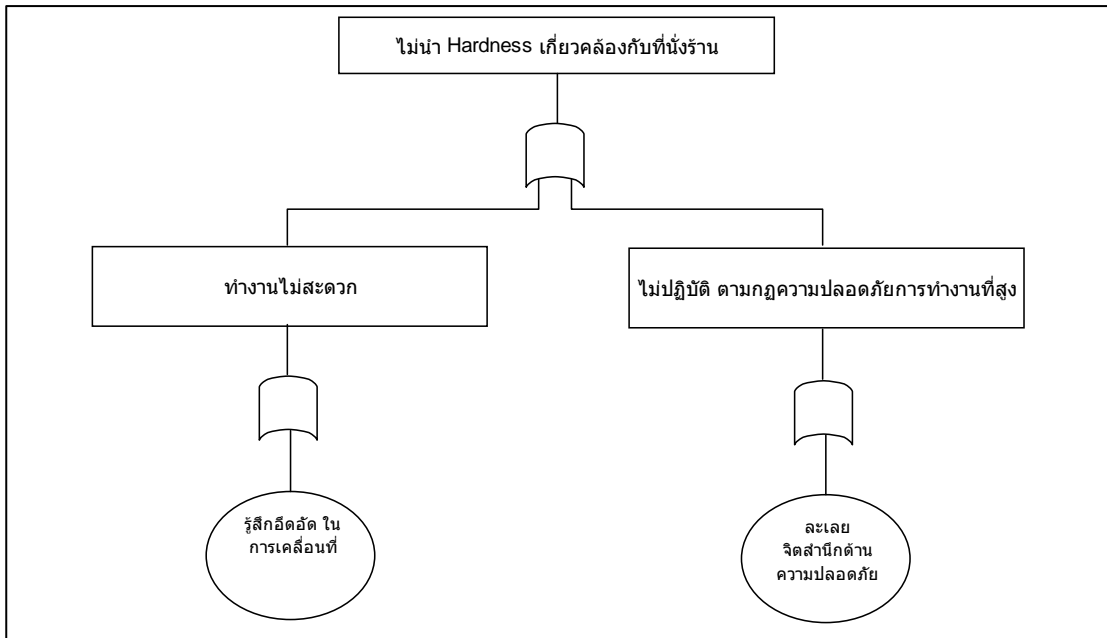 ไม่นำ Hardness เกี่ยวคล้องกับที่นั่งร้าน
ทำงานไม่สะดวก
ไม่ปฏิบัติ ตามกฏความปลอดภัยการทำงานที่สูง
รู้สึกอึดอัด ใน
การเคลื่อนที่
ละเลย
จิตสำนึกด้าน
ความปลอดภัย